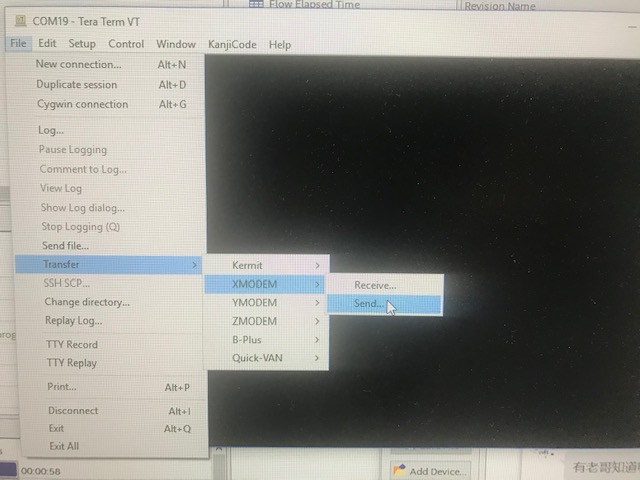 Flow Elapsed Time
Revision Name
COM19 - Tera Term VT
File Edit Setup Control Window KanjiCode Help
New connection... Alt+N
Duplicate session Alt+D
Cygwin connection Alt+G
Log...
Pause Logging
Comment to Log...
View Log
Show Log dialog...
Stop Logging (Q)
Send file...
Transfer >
SSH SCP...
Change directory...
Replay Log...
TTY Record
TTY Replay
Print... Alt+P
Disconnect Alt+I
Exit Alt+Q
Exit All
Kermit >
XMODEM >
YMODEM >
ZMODEM >
B-Plus >
Quick-VAN >
Receive...
Send...
00:00:58
Add Device...
有老哥知道